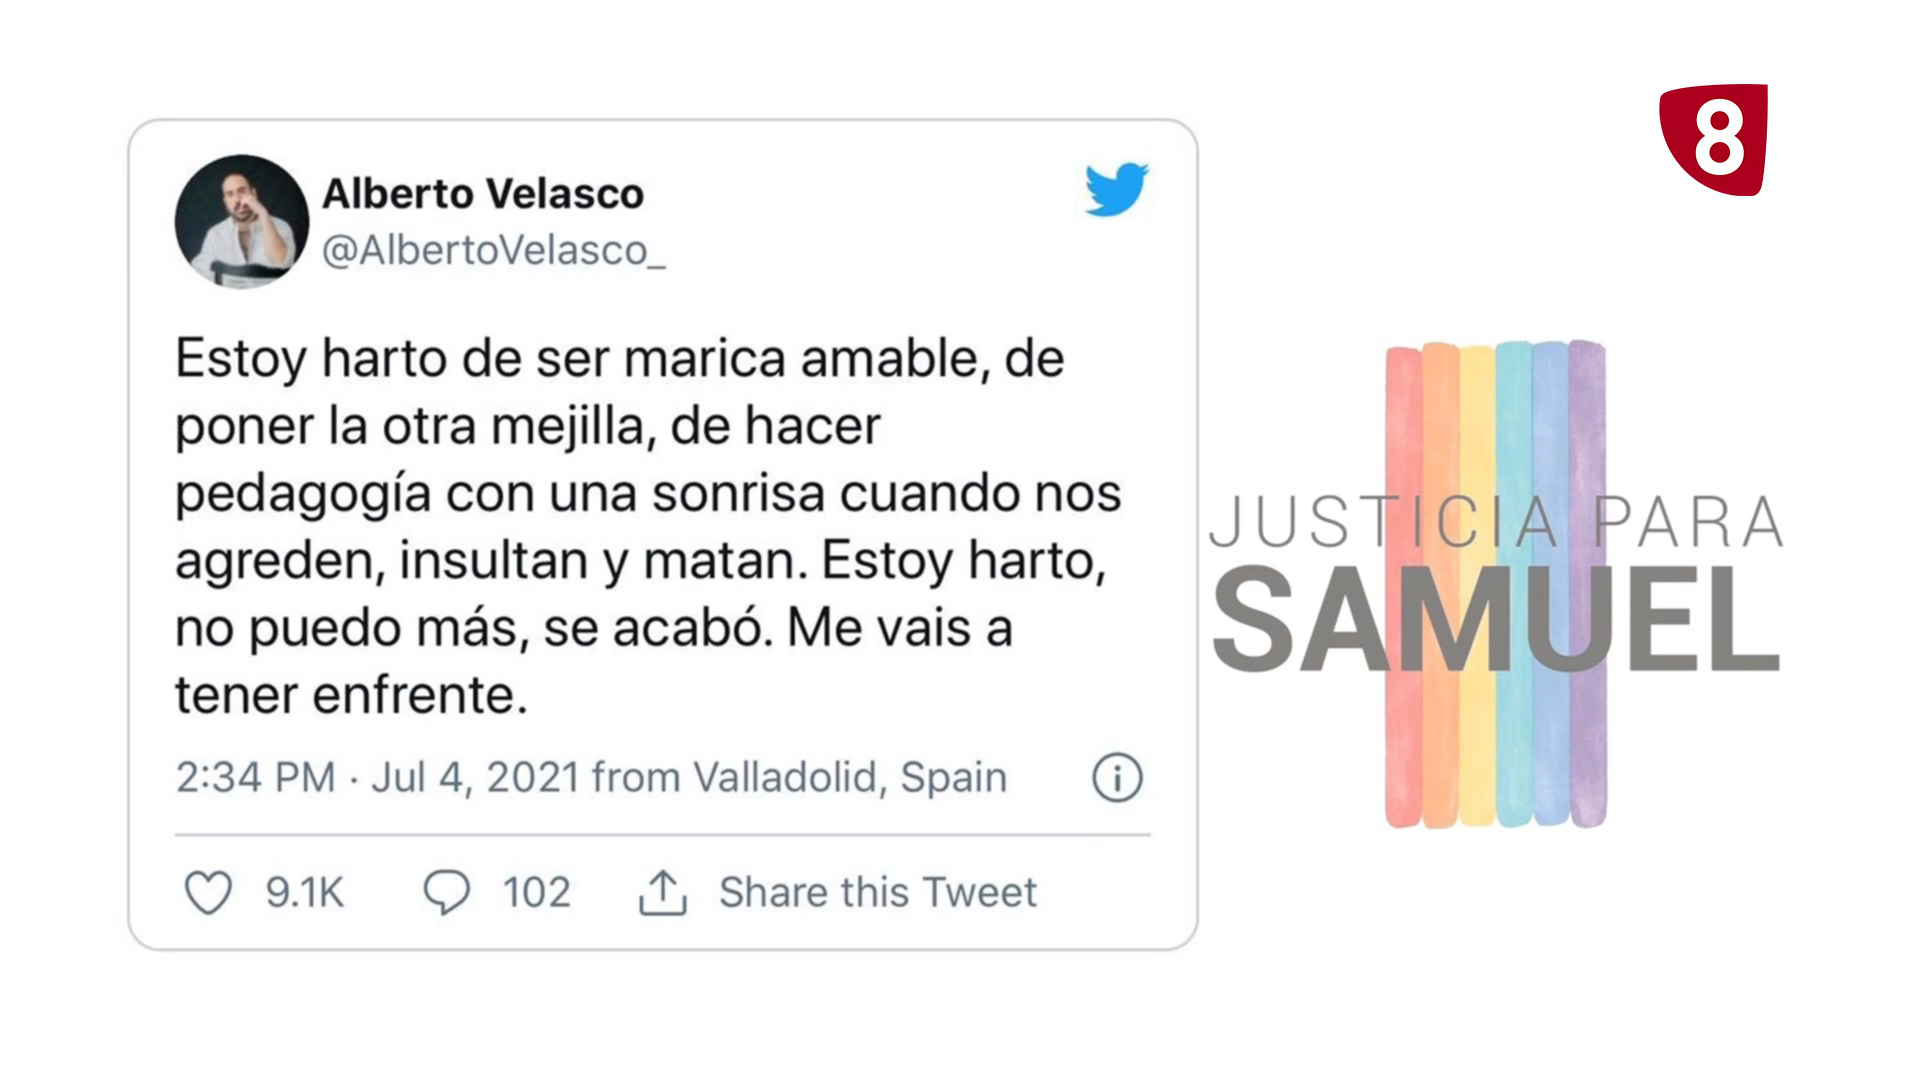 8
Alberto Velasco
@AlbertoVelasco_
Estoy harto de ser marica amable, de
poner la otra mejilla, de hacer
pedagogía con una sonrisa cuando nos
agreden, insultan y matan. Estoy harto,
no puedo más, se acabó. Me vais a
tener enfrente.
2:34 PM · Jul 4, 2021 from Valladolid, Spain
9.1K 102 Share this Tweet
JUSTICIA PARA
SAMUEL